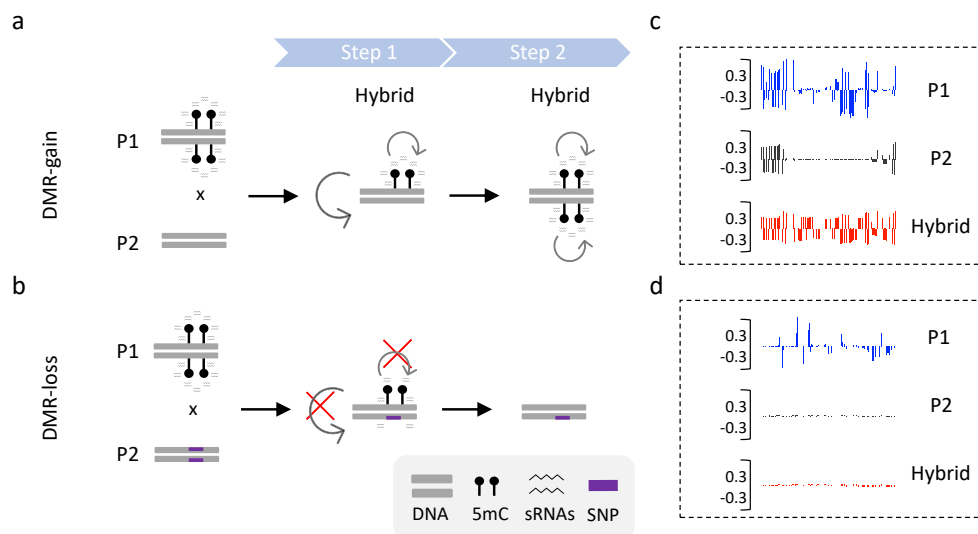 a
Step 1
Step 2
Hybrid
Hybrid
DMR-gain
P1
x
P2
b
DMR-loss
P1
x
P2
DNA
5mC
sRNAs
SNP
c
0.3
-0.3
P1
0.3
-0.3
P2
0.3
-0.3
Hybrid
d
0.3
-0.3
P1
0.3
-0.3
P2
0.3
-0.3
Hybrid